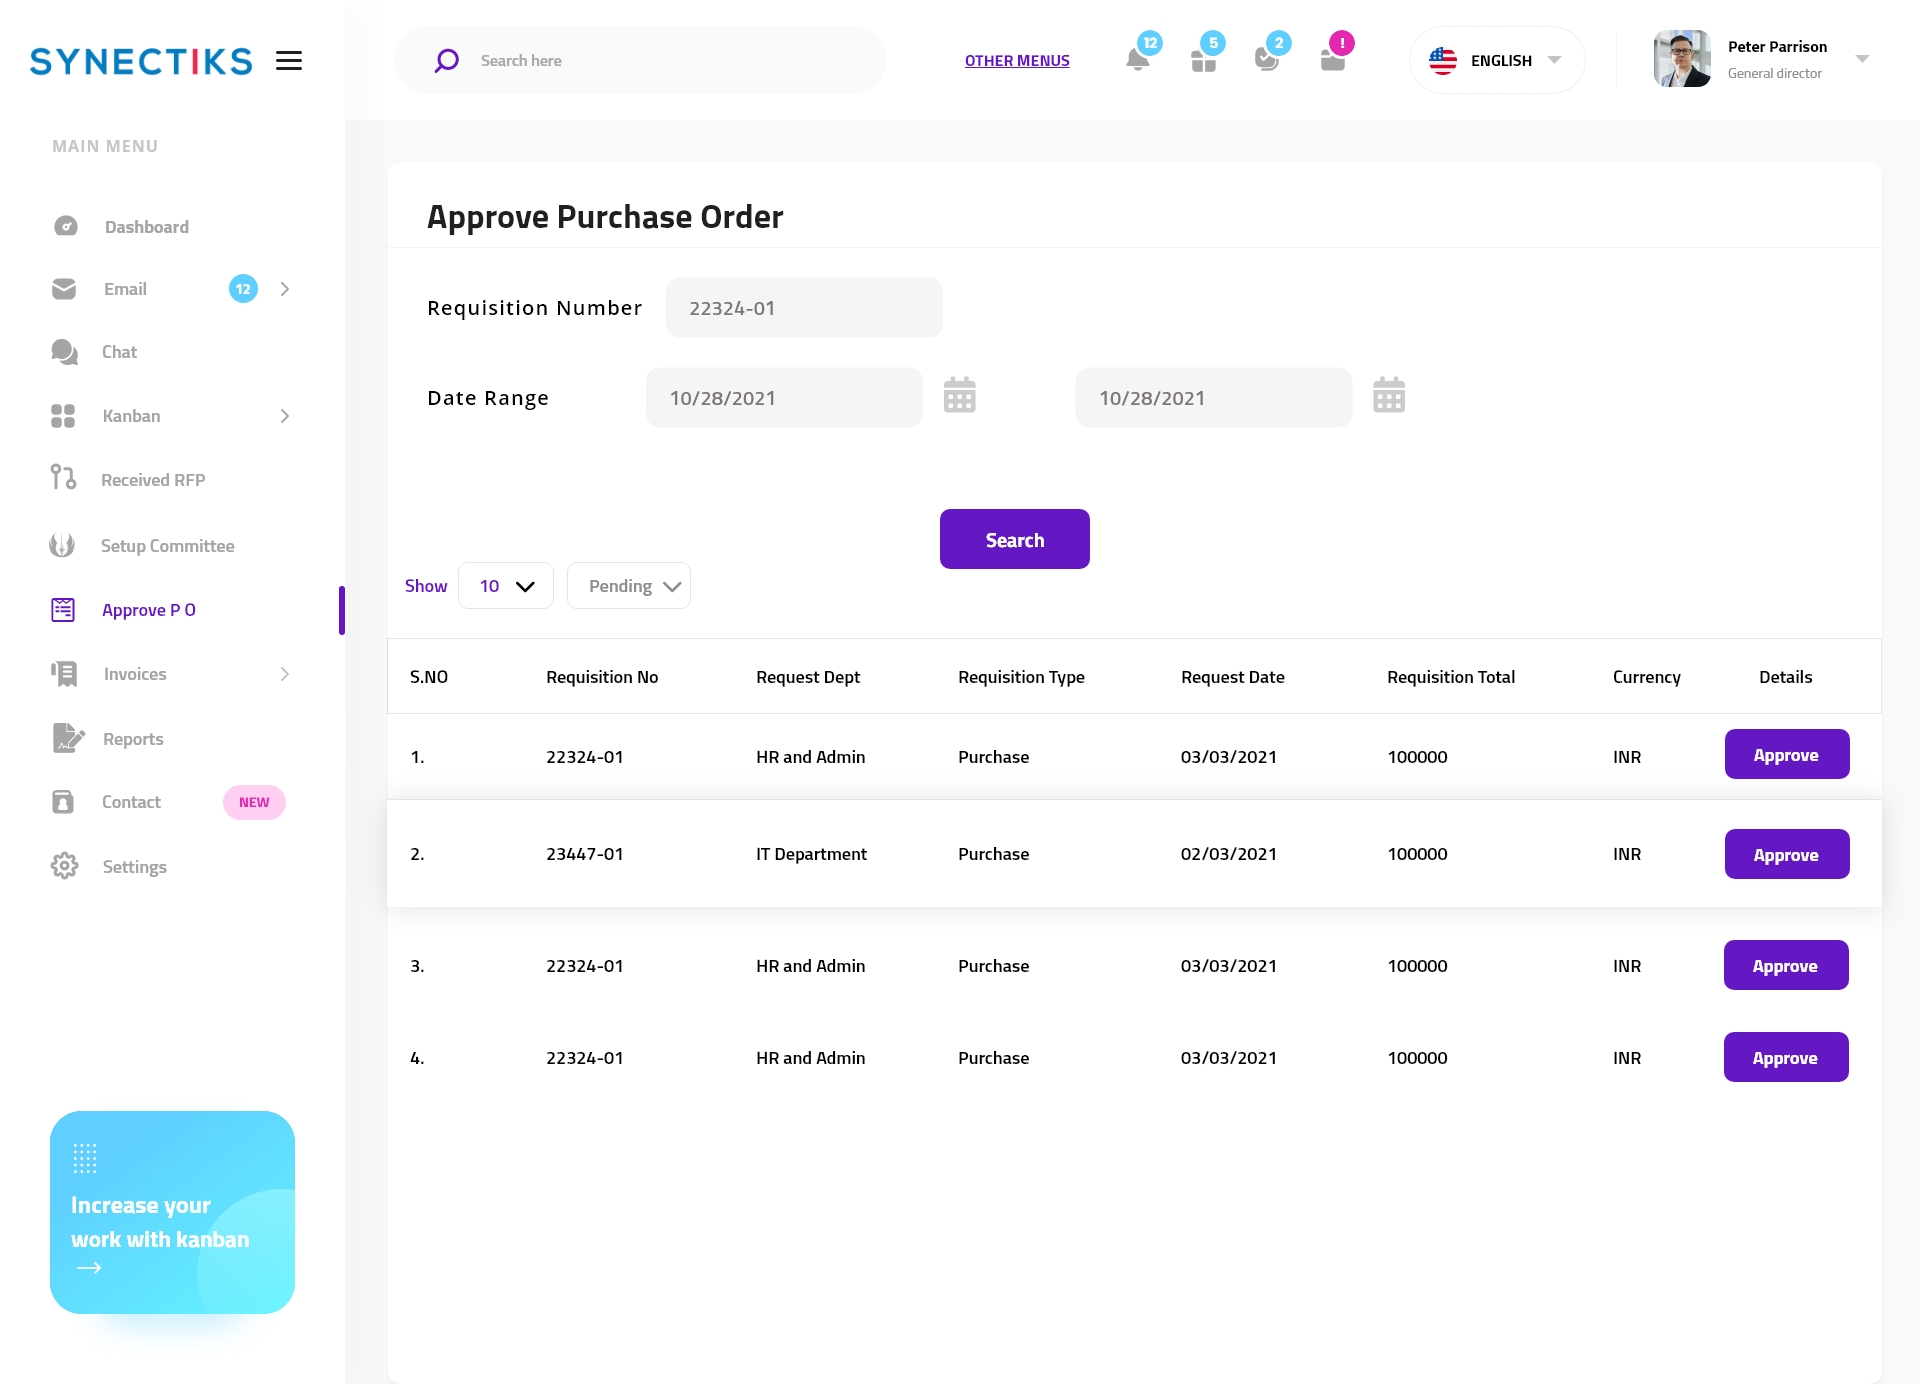 SYNECTIKS
Search here
OTHER MENUS
12
5
2
!
ENGLISH
Peter Parrison
General director
MAIN MENU
Dashboard
Email 12
Chat
Kanban
Received RFP
Setup Committee
Approve P O
Invoices
Reports
Contact NEW
Settings
Increase your
work with kanban
Approve Purchase Order
Requisition Number 22324-01
Date Range 10/28/2021 10/28/2021
Search
Show 10 Pending
S.NO Requisition No Request Dept Requisition Type Request Date Requisition Total Currency Details
1. 22324-01 HR and Admin Purchase 03/03/2021 100000 INR Approve
2. 23447-01 IT Department Purchase 02/03/2021 100000 INR Approve
3. 22324-01 HR and Admin Purchase 03/03/2021 100000 INR Approve
4. 22324-01 HR and Admin Purchase 03/03/2021 100000 INR Approve